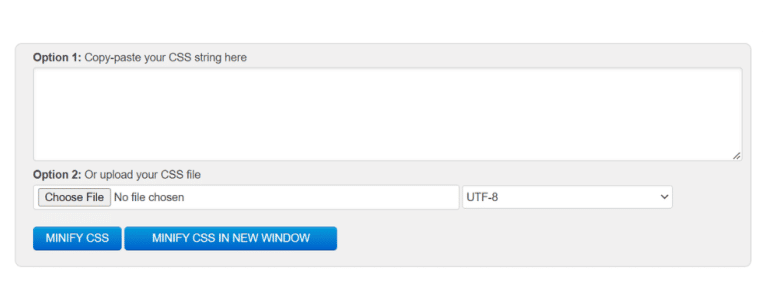 Option 1: Copy-paste your CSS string here
Option 2: Or upload your CSS file
Choose File No file chosen UTF-8
MINIFY CSS MINIFY CSS IN NEW WINDOW